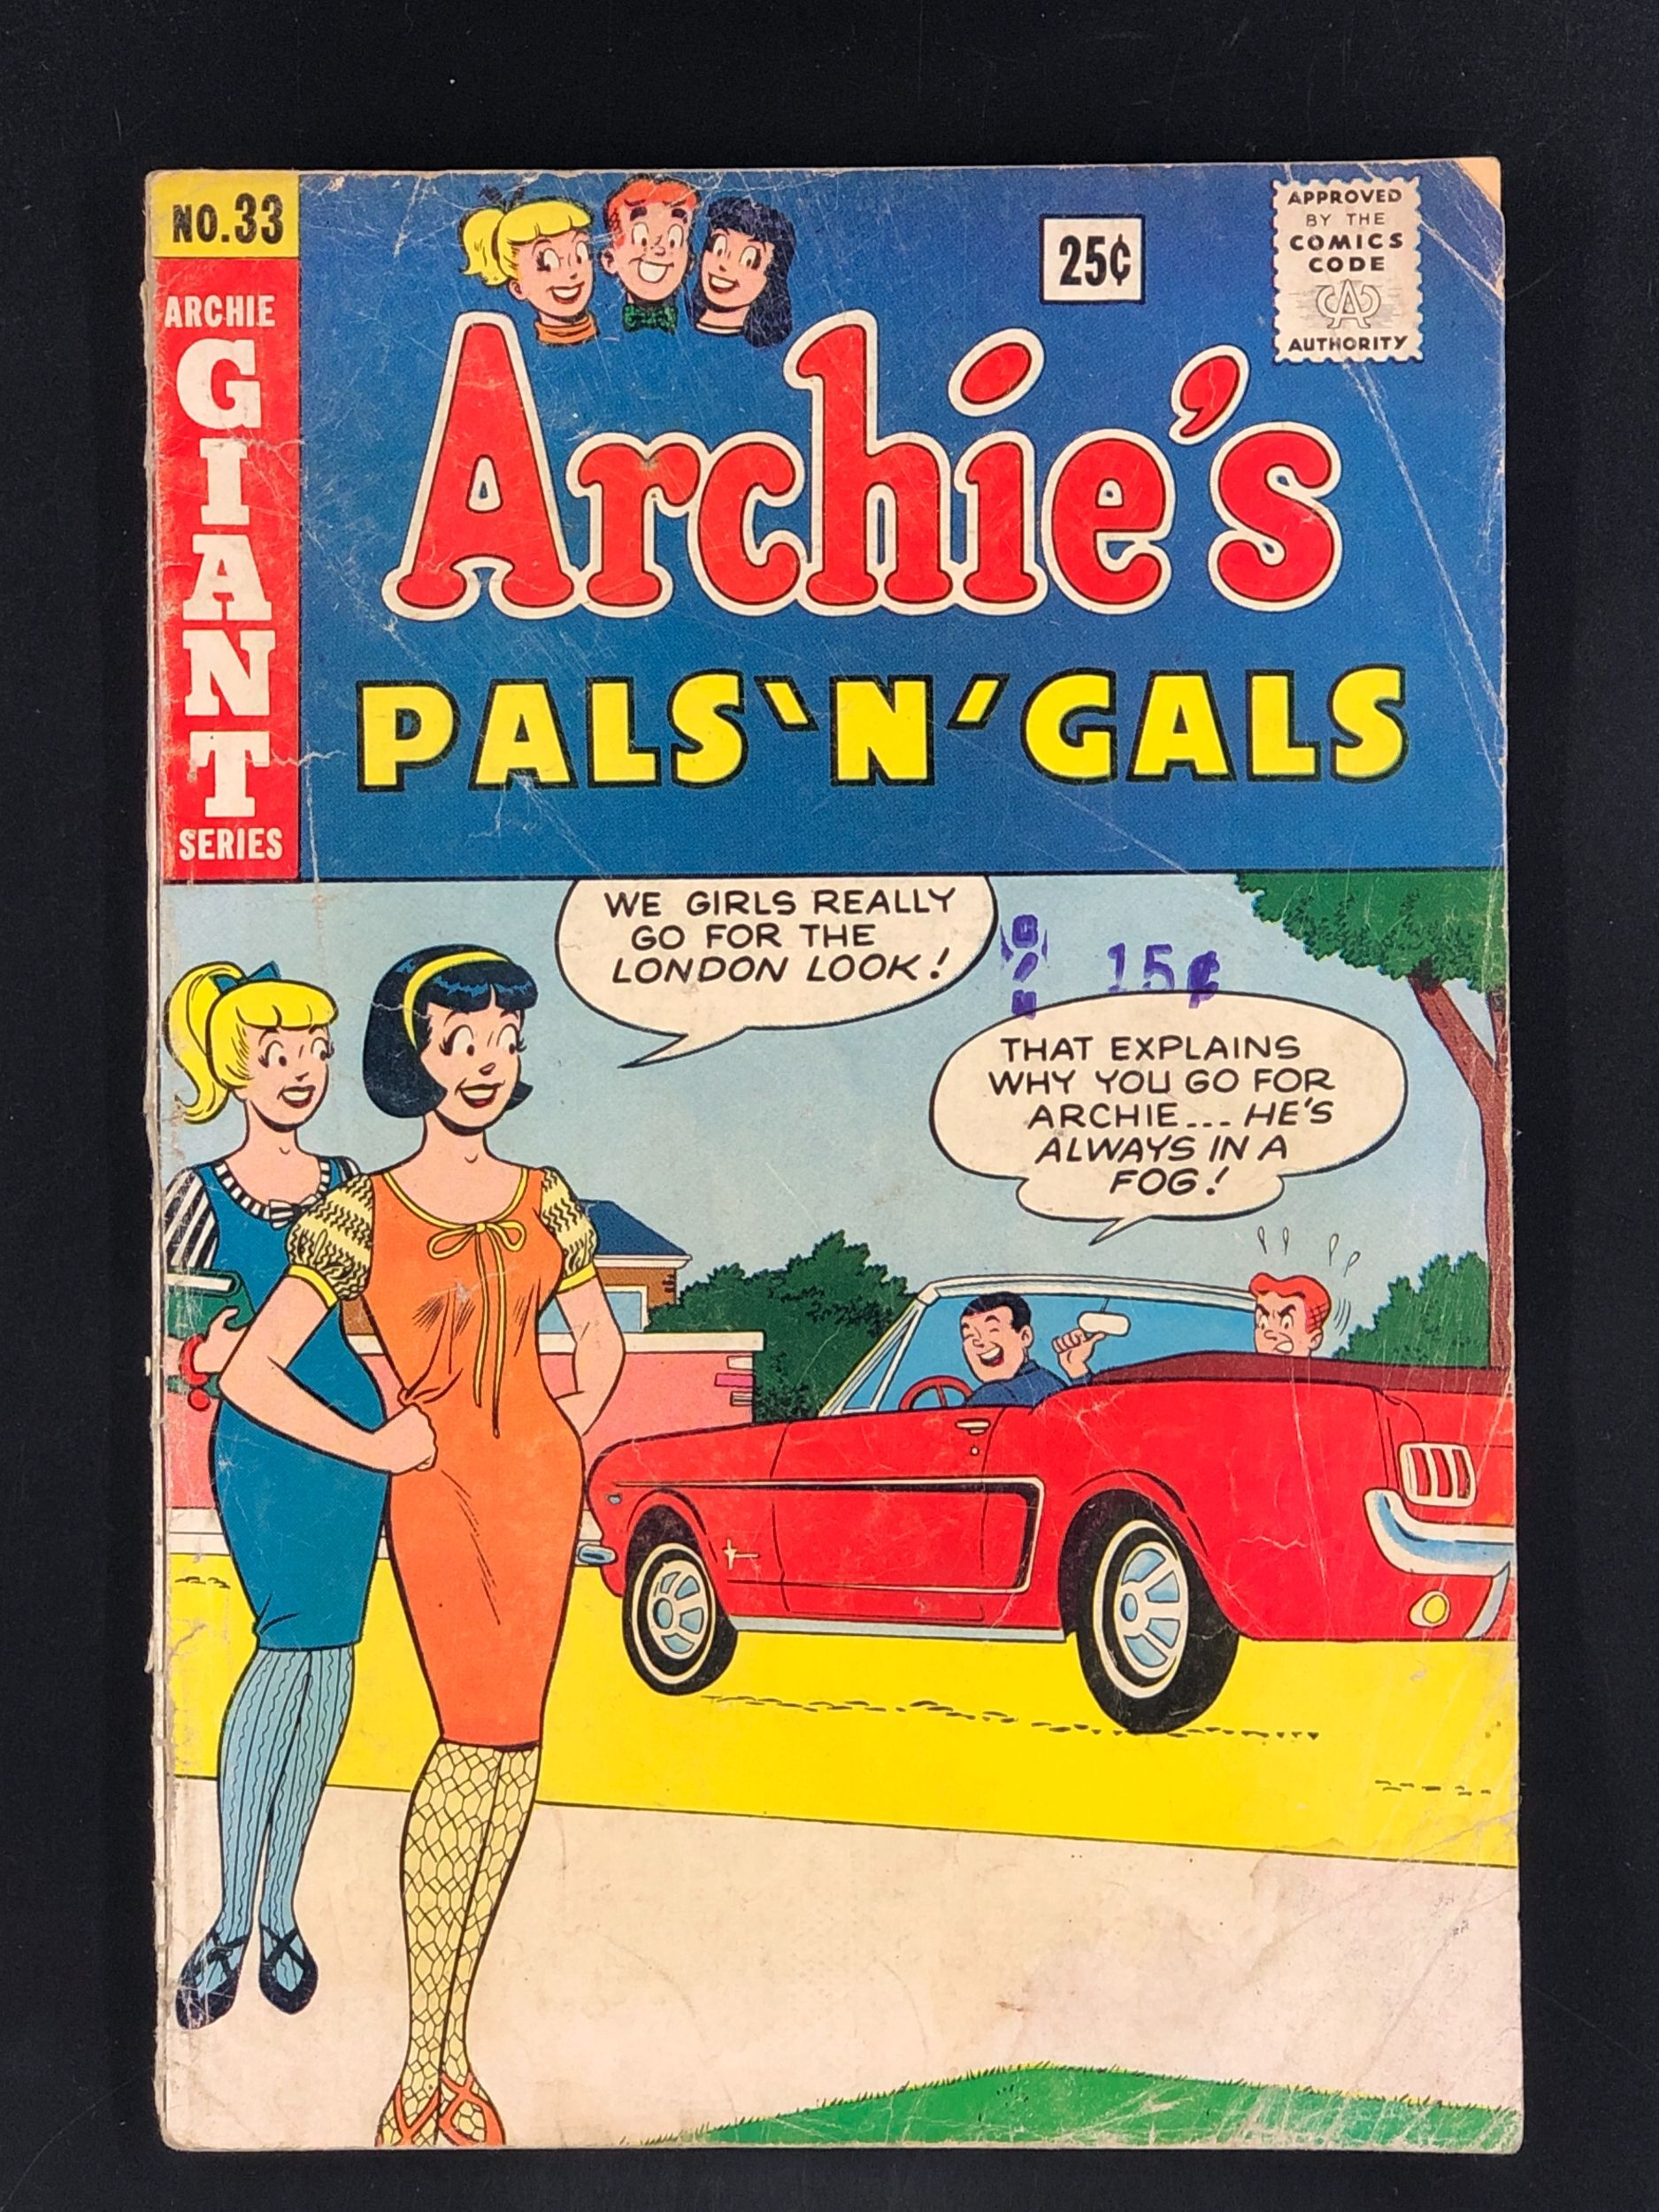 NO.33
ARCHIE
GIANT
SERIES
25¢
APPROVED
BY THE
COMICS
CODE
CA
AUTHORITY
Archie's
PALS 'N' GALS
WE GIRLS REALLY
GO FOR THE
LONDON LOOK!
15¢
THAT EXPLAINS
WHY YOU GO FOR
ARCHIE... HE'S
ALWAYS IN A
FOG!